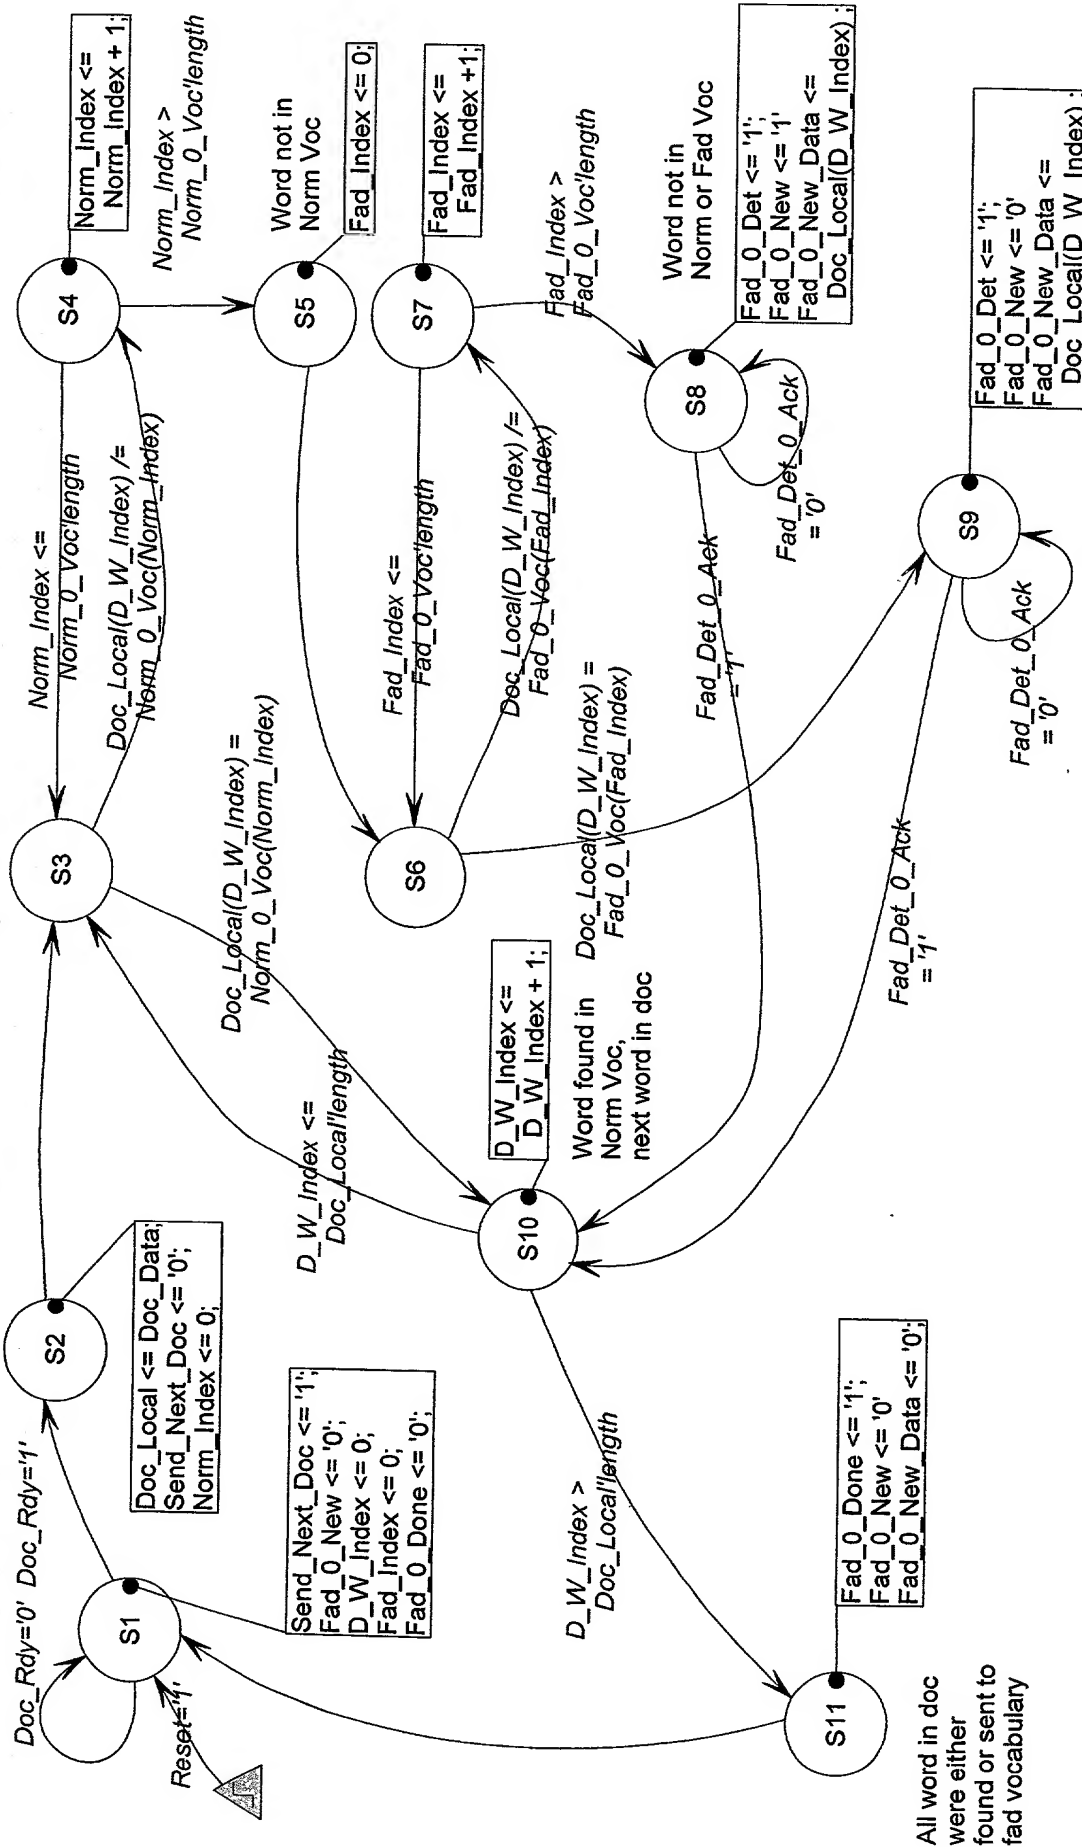 Doc_Rdy='0'
Doc_Rdy='1'
Reset='1'
S1
Send_Next_Doc <= '1';
Fad_0_New <= '0';
D_W_Index <= 0;
Fad_Index <= 0;
Fad_0_Done <= '0';
S2
Doc_Local <= Doc_Data;
Send_Next_Doc <= '0';
Norm_Index <= 0;
S3
Norm_Index <=
Norm_0_Voc'length
Doc_Local(D_W_Index) /=
Norm_0_Voc(Norm_Index)
S4
Norm_Index <=
Norm_Index + 1;
Norm_Index >
Norm_0_Voc'length
Doc_Local(D_W_Index) =
Norm_0_Voc(Norm_Index)
D_W_Index <=
Doc_Local'length
S5
Word not in
Norm Voc
Fad_Index <= 0;
S6
Fad_Index <=
Fad_0_Voc'length
Doc_Local(D_W_Index) /=
Fad_0_Voc(Fad_Index)
S7
Fad_Index <=
Fad_Index +1;
Fad_Index >
Fad_0_Voc'length
Doc_Local(D_W_Index) =
Fad_0_Voc(Fad_Index)
S8
Word not in
Norm or Fad Voc
Fad_0_Det <= '1';
Fad_0_New <= '1'
Fad_0_New_Data <=
Doc_Local(D_W_Index) ;
Fad_Det_0_Ack
= '0'
Fad_Det_0_Ack
= '1'
S9
Fad_0_Det <= '1';
Fad_0_New <= '0'
Fad_0_New_Data <=
Doc_Local(D_W_Index) ;
Fad_Det_0_Ack
= '0'
Fad_Det_0_Ack
= '1'
S10
D_W_Index <=
D_W_Index + 1;
Word found in
Norm Voc,
next word in doc
D_W_Index >
Doc_Local'length
S11
Fad_0_Done <= '1';
Fad_0_New <= '0'
Fad_0_New_Data <= '0';
All word in doc
were either
found or sent to
fad vocabulary